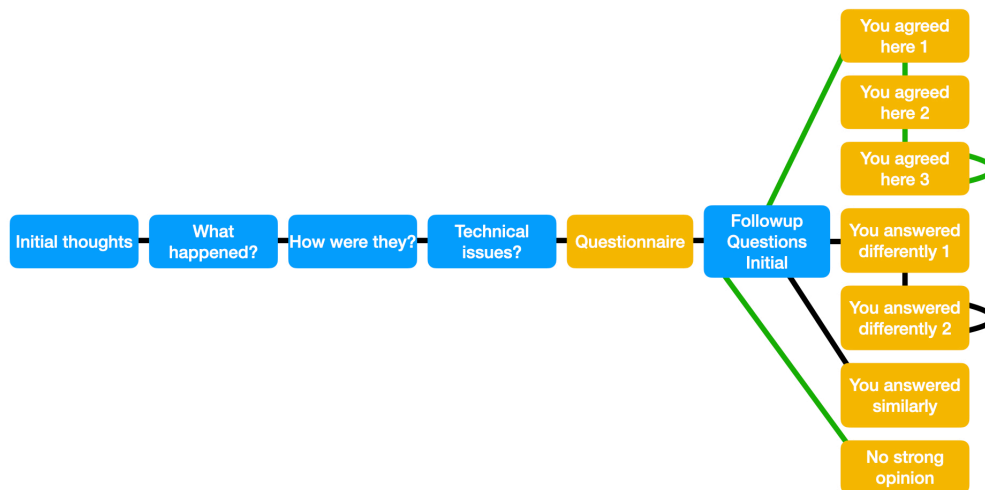 You agreed
here 1
You agreed
here 2
You agreed
here 3
Initial thoughts
What
happened?
How were they?
Technical
issues?
Questionnaire
Followup
Questions
Initial
You answered
differently 1
You answered
differently 2
You answered
similarly
No strong
opinion